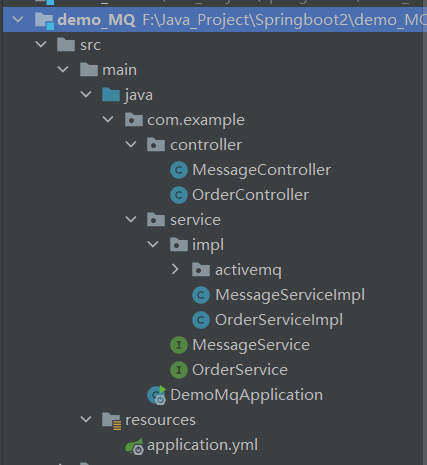 demo_MQ F:\Java_Project\Springboot2\demo_MQ
src
main
java
com.example
controller
MessageController
OrderController
service
impl
activemq
MessageServiceImpl
OrderServiceImpl
MessageService
OrderService
DemoMqApplication
resources
application.yml